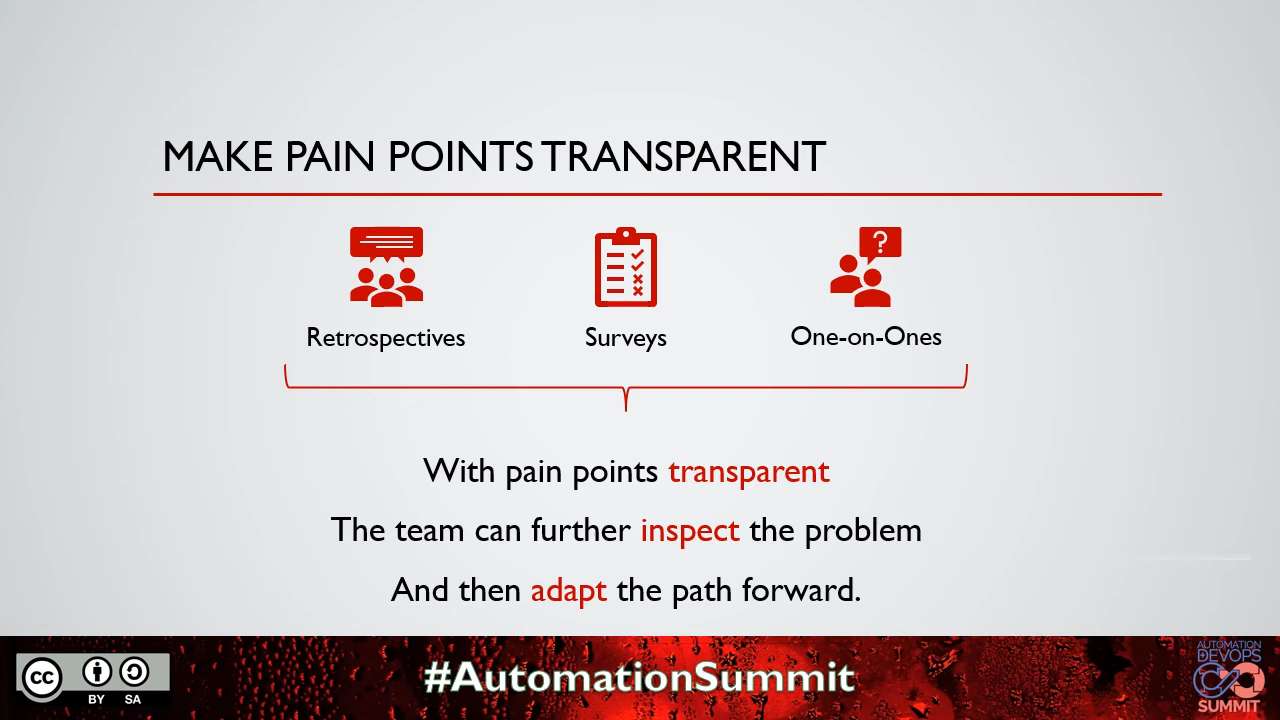 MAKE PAIN POINTS TRANSPARENT
?
Retrospectives
Surveys
One-on-Ones
With pain points transparent
The team can further inspect the problem
And then adapt the path forward.
cc
BY SA
#AutomationSummit
AUTOMATION
DEVOPS
SUMMIT